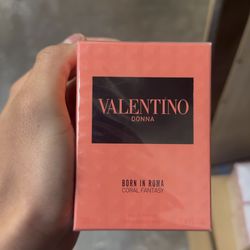 VALENTINO
DONNA
BORN IN ROMA
CORAL FANTASY